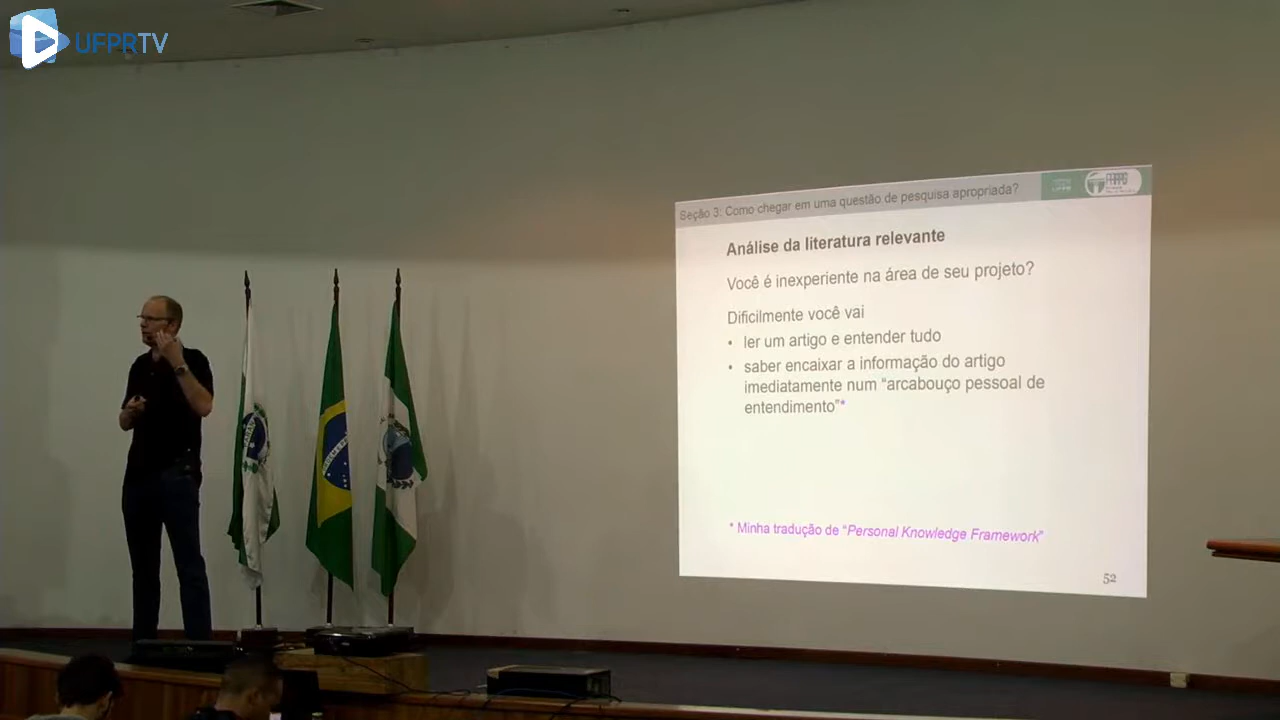 UFPRTV
Seção 3: Como chegar em uma questão de pesquisa apropriada?
UFPR
PRPPG
Análise da literatura relevante
Você é inexperiente na área de seu projeto?
Dificilmente você vai
• ler um artigo e entender tudo
• saber encaixar a informação do artigo
imediatamente num “arcabouço pessoal de
entendimento”*
* Minha tradução de “Personal Knowledge Framework”
52